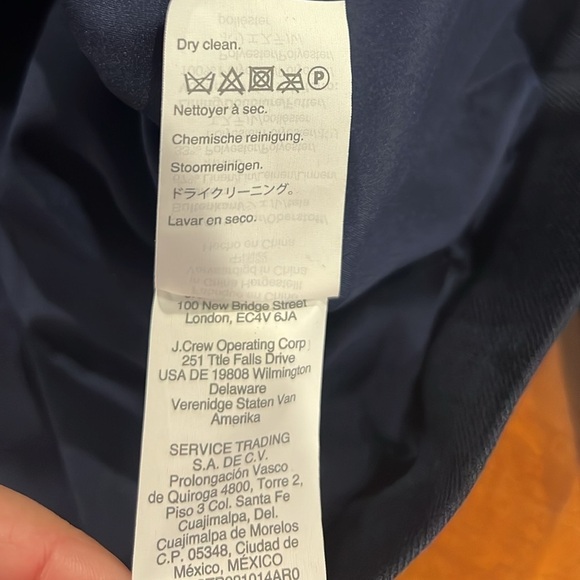 Dry clean.
P
Nettoyer à sec.
Chemische reinigung.
Stoomreinigen.
ドライクリーニング。
Lavar en seco.
100 New Bridge Street
London, EC4V 6JA
J.Crew Operating Corp
251 Ttle Falls Drive
USA DE 19808 Wilmington
Delaware
Verenidge Staten Van
Amerika
SERVICE TRADING
S.A. DE C.V.
Prolongación Vasco
de Quiroga 4800, Torre 2,
Piso 3 Col. Santa Fe
Cuajimalpa, Del.
Cuajimalpa de Morelos
C.P. 05348, Ciudad de
México, MÉXICO